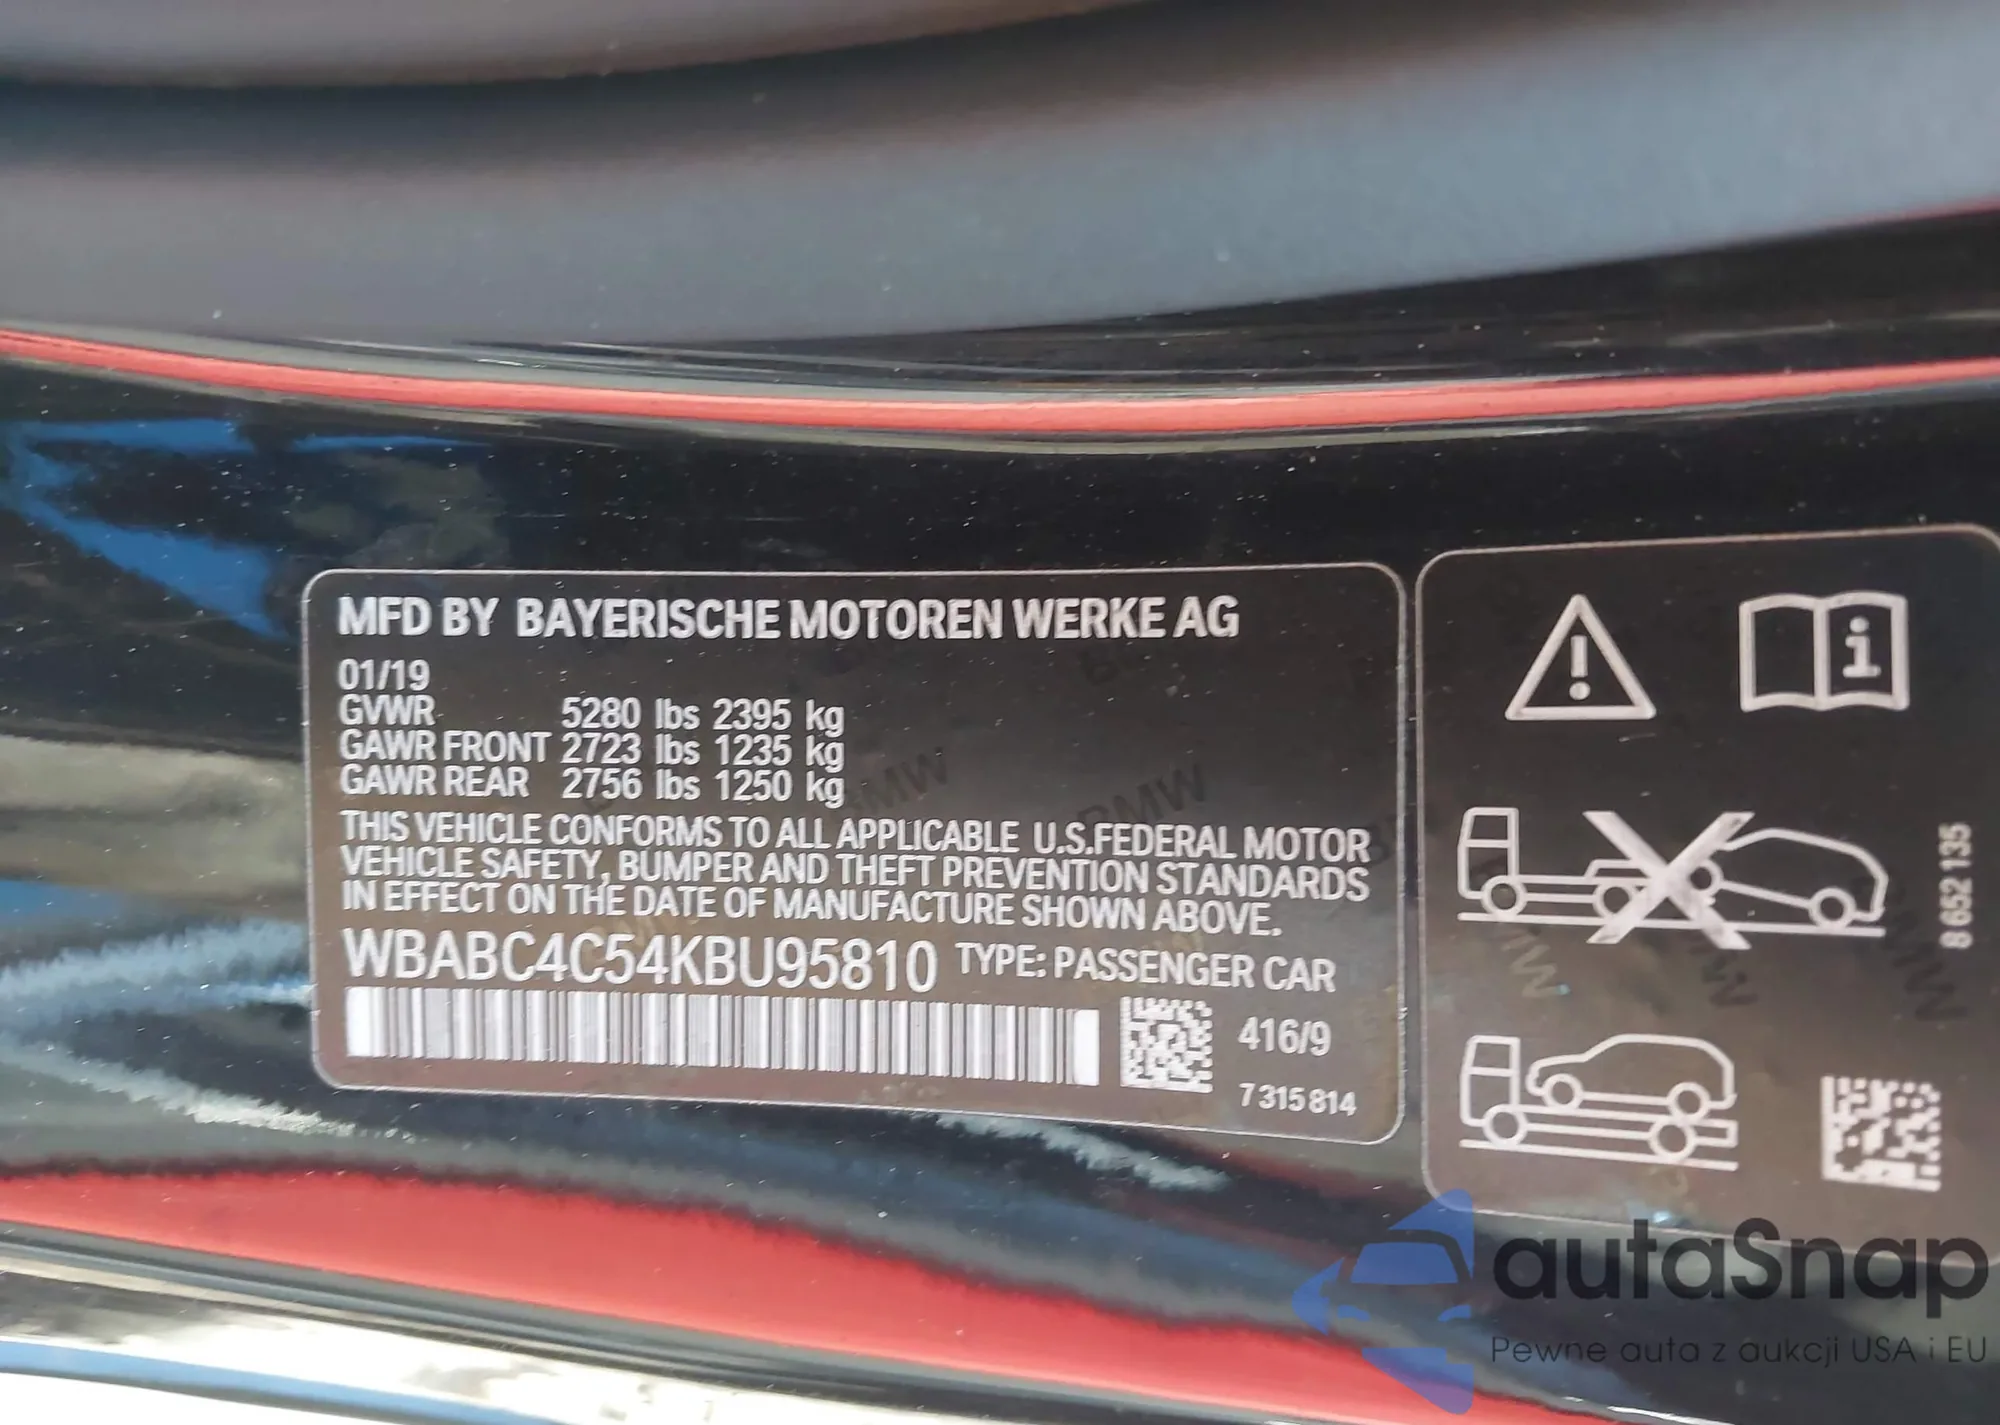 MFD BY BAYERISCHE MOTOREN WERKE AG
01/19
GVWR 5280 lbs 2395 kg
GAWR FRONT 2723 lbs 1235 kg
GAWR REAR 2756 lbs 1250 kg
THIS VEHICLE CONFORMS TO ALL APPLICABLE U.S.FEDERAL MOTOR
VEHICLE SAFETY, BUMPER AND THEFT PREVENTION STANDARDS
IN EFFECT ON THE DATE OF MANUFACTURE SHOWN ABOVE.
WBABC4C54KBU95810 TYPE: PASSENGER CAR
416/9
7 315 814
8 652 135
BMW
BMW
BMW
autaSnap
Pewne auta z aukcji USA i EU